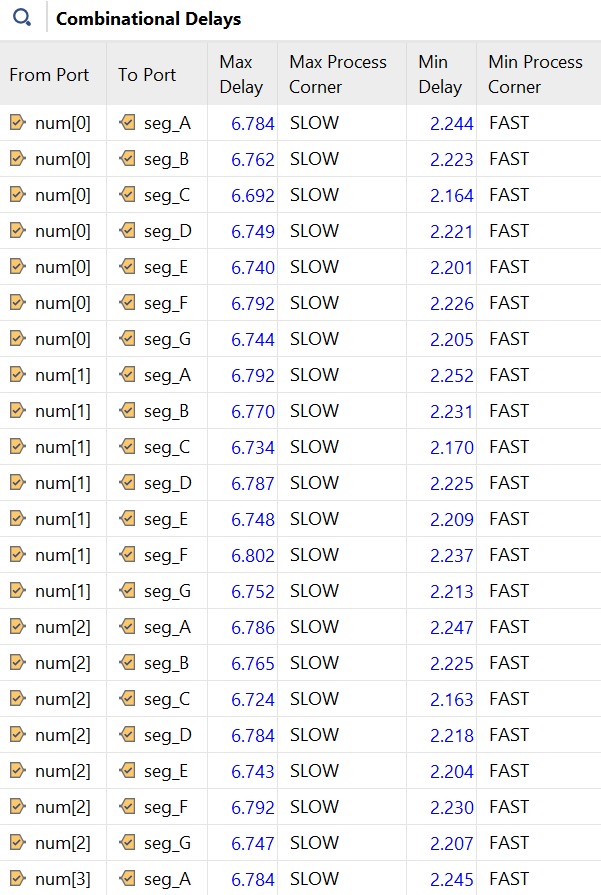 Combinational Delays
From Port To Port Max Delay Max Process Corner Min Delay Min Process Corner
num[0] seg_A 6.784 SLOW 2.244 FAST
num[0] seg_B 6.762 SLOW 2.223 FAST
num[0] seg_C 6.692 SLOW 2.164 FAST
num[0] seg_D 6.749 SLOW 2.221 FAST
num[0] seg_E 6.740 SLOW 2.201 FAST
num[0] seg_F 6.792 SLOW 2.226 FAST
num[0] seg_G 6.744 SLOW 2.205 FAST
num[1] seg_A 6.792 SLOW 2.252 FAST
num[1] seg_B 6.770 SLOW 2.231 FAST
num[1] seg_C 6.734 SLOW 2.170 FAST
num[1] seg_D 6.787 SLOW 2.225 FAST
num[1] seg_E 6.748 SLOW 2.209 FAST
num[1] seg_F 6.802 SLOW 2.237 FAST
num[1] seg_G 6.752 SLOW 2.213 FAST
num[2] seg_A 6.786 SLOW 2.247 FAST
num[2] seg_B 6.765 SLOW 2.225 FAST
num[2] seg_C 6.724 SLOW 2.163 FAST
num[2] seg_D 6.784 SLOW 2.218 FAST
num[2] seg_E 6.743 SLOW 2.204 FAST
num[2] seg_F 6.792 SLOW 2.230 FAST
num[2] seg_G 6.747 SLOW 2.207 FAST
num[3] seg_A 6.784 SLOW 2.245 FAST